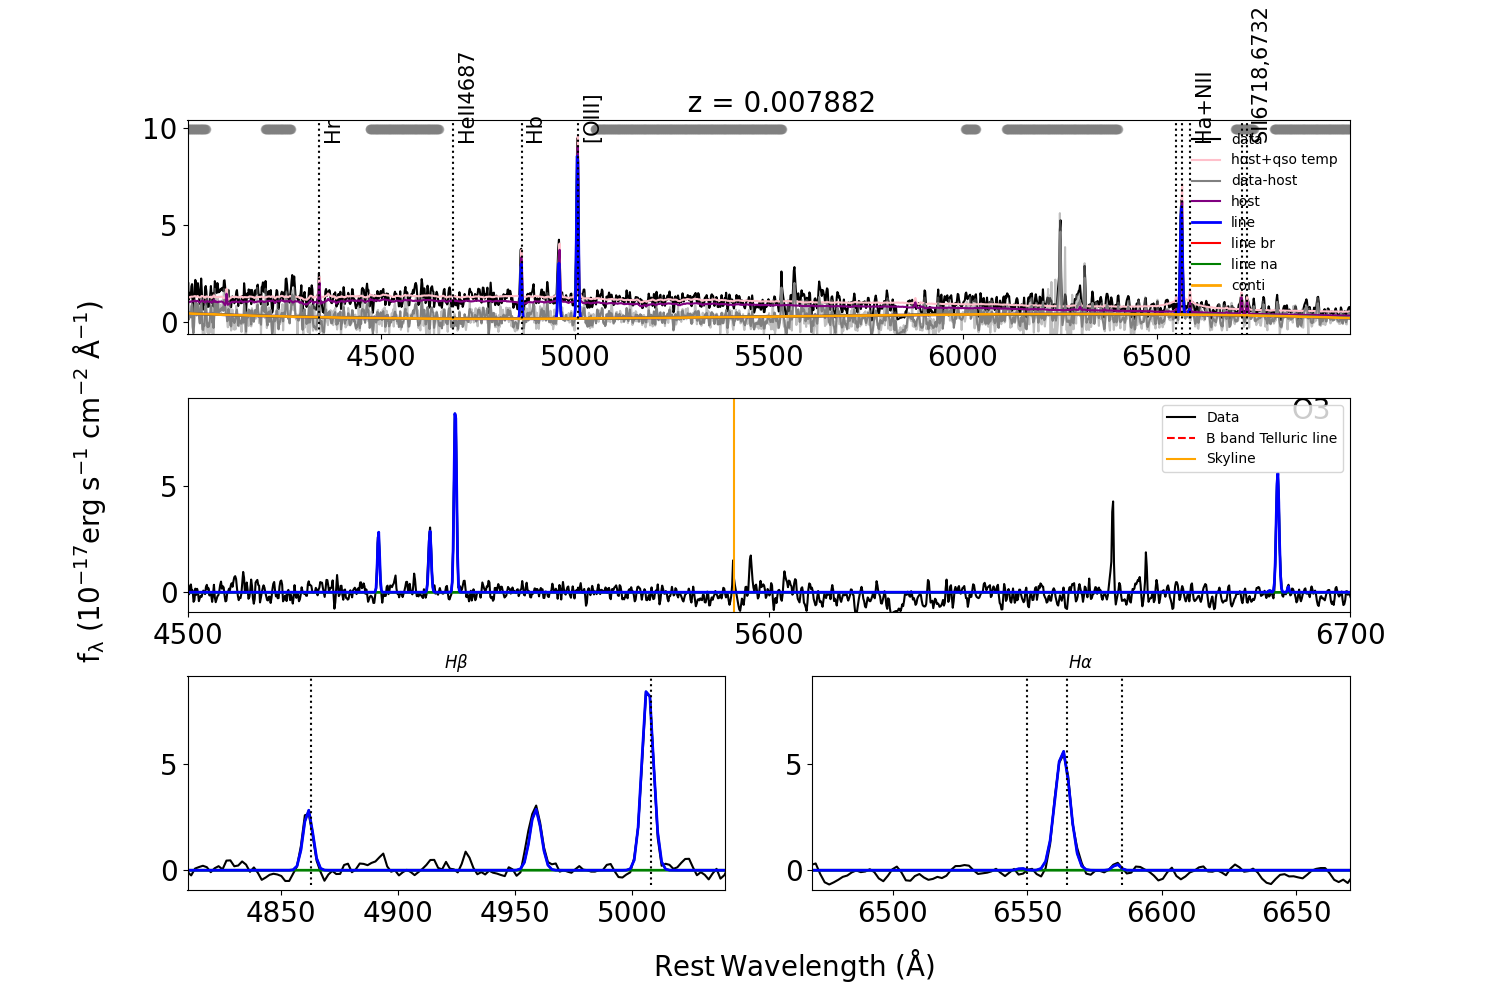 z = 0.007882
Hr
HeII4687
Hb
[OIII]
Ha+NII
SII6718,6732
10
5
0
data
host+qso temp
data-host
host
line
line br
line na
conti
4500 5000 5500 6000 6500
fλ (10⁻¹⁷erg s⁻¹ cm⁻² Å⁻¹)
O3
Data
B band Telluric line
Skyline
5
0
4500 5600 6700
Hβ
5
0
4850 4900 4950 5000
Hα
5
0
6500 6550 6600 6650
Rest Wavelength (Å)